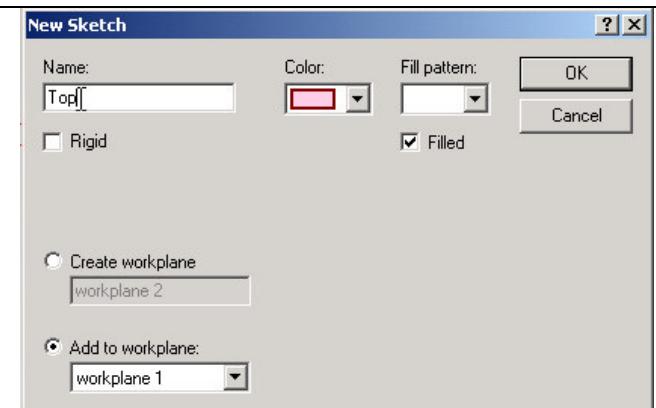 New Sketch
Name:
Color:
Fill pattern:
OK
Top
Cancel
Rigid
Filled
Create workplane
workplane 2
Add to workplane:
workplane 1